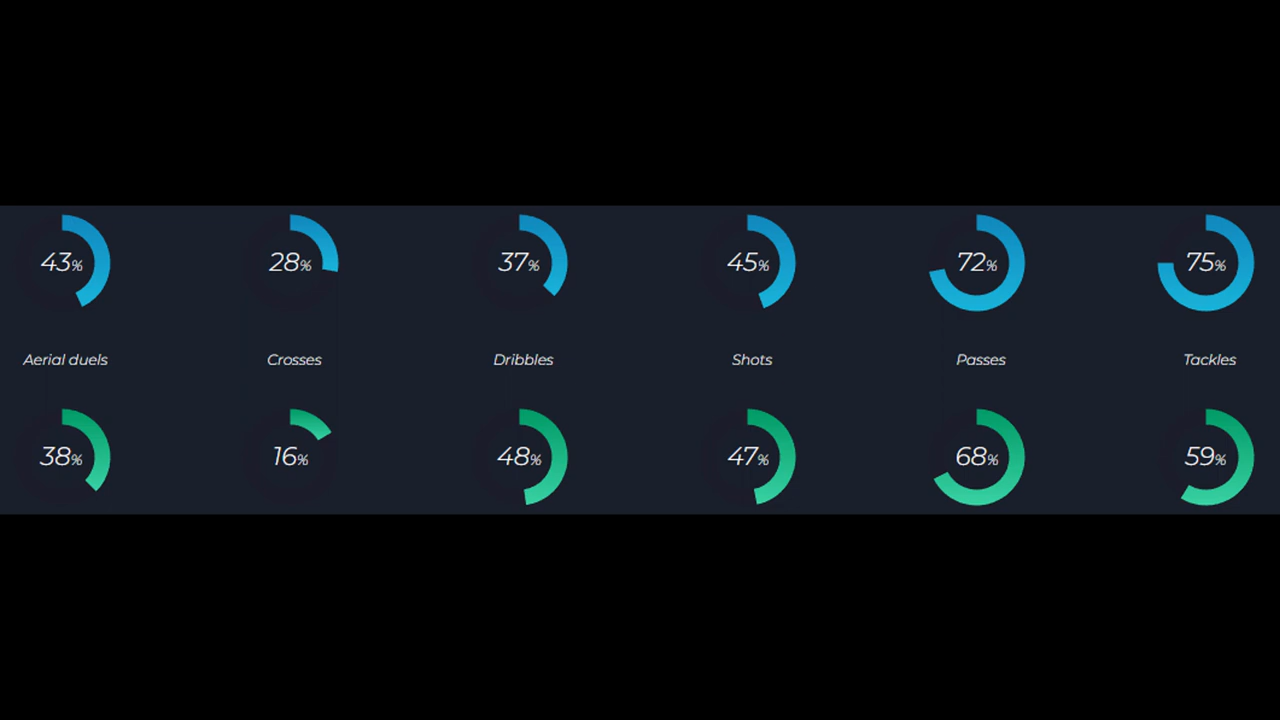 43% 28% 37% 45% 72% 75%
Aerial duels Crosses Dribbles Shots Passes Tackles
38% 16% 48% 47% 68% 59%